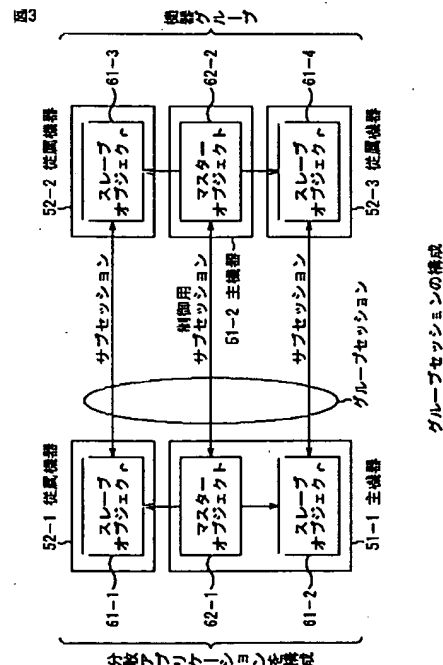 図3
機器グループ
61-3
62-2
61-4
52-2 従属機器
スレーブ
オブジェクト
マスター
オブジェクト
スレーブ
オブジェクト
52-3 従属機器
51-2 主機器
サブセッション
制御用
サブセッション
サブセッション
グループセッション
52-1 従属機器
スレーブ
オブジェクト
マスター
オブジェクト
スレーブ
オブジェクト
51-1 主機器
61-1
62-1
61-2
分散アプリケーションを構成
グループセッションの構成